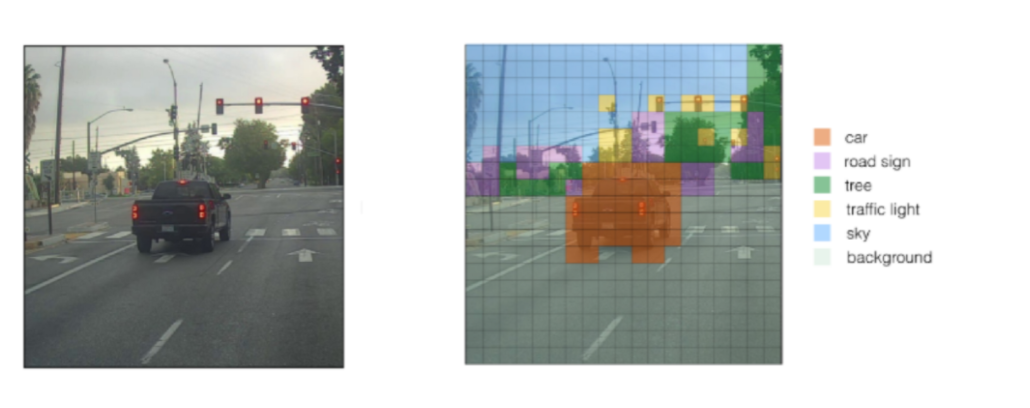 car
road sign
tree
traffic light
sky
background